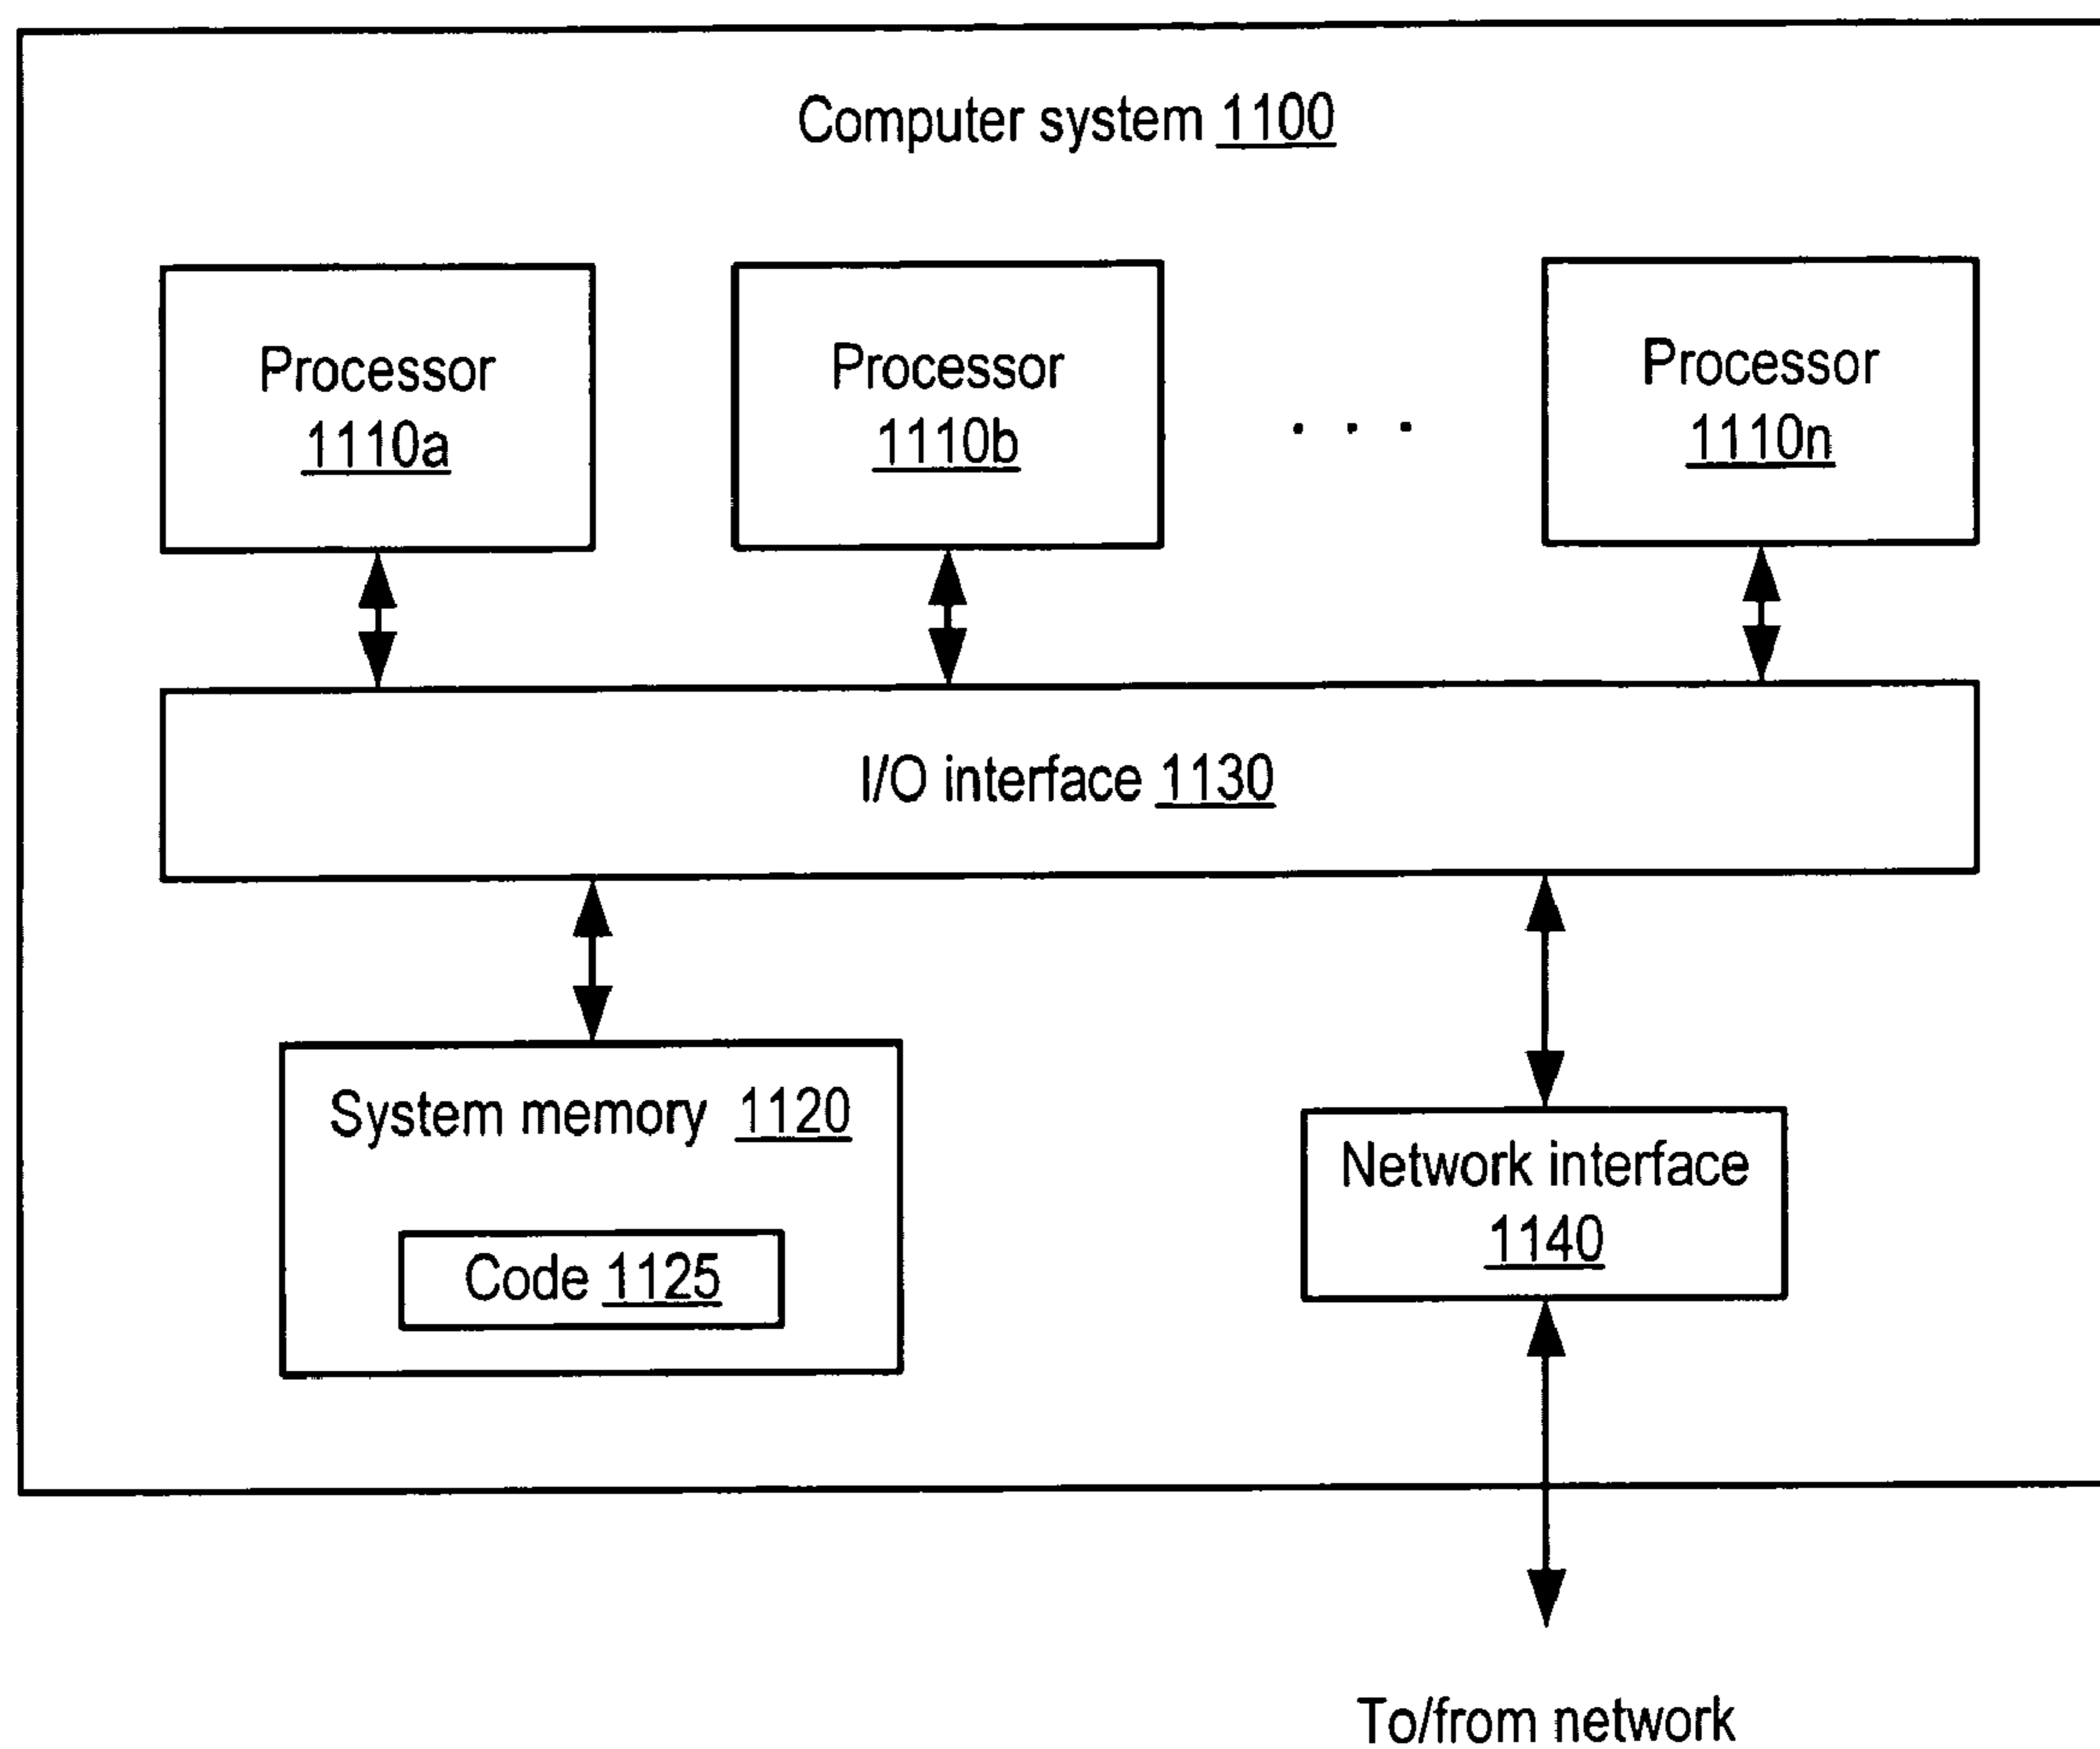 Computer system 1100
Processor
1110a
Processor
1110b
. . .
Processor
1110n
I/O interface 1130
System memory 1120
Code 1125
Network interface
1140
To/from network